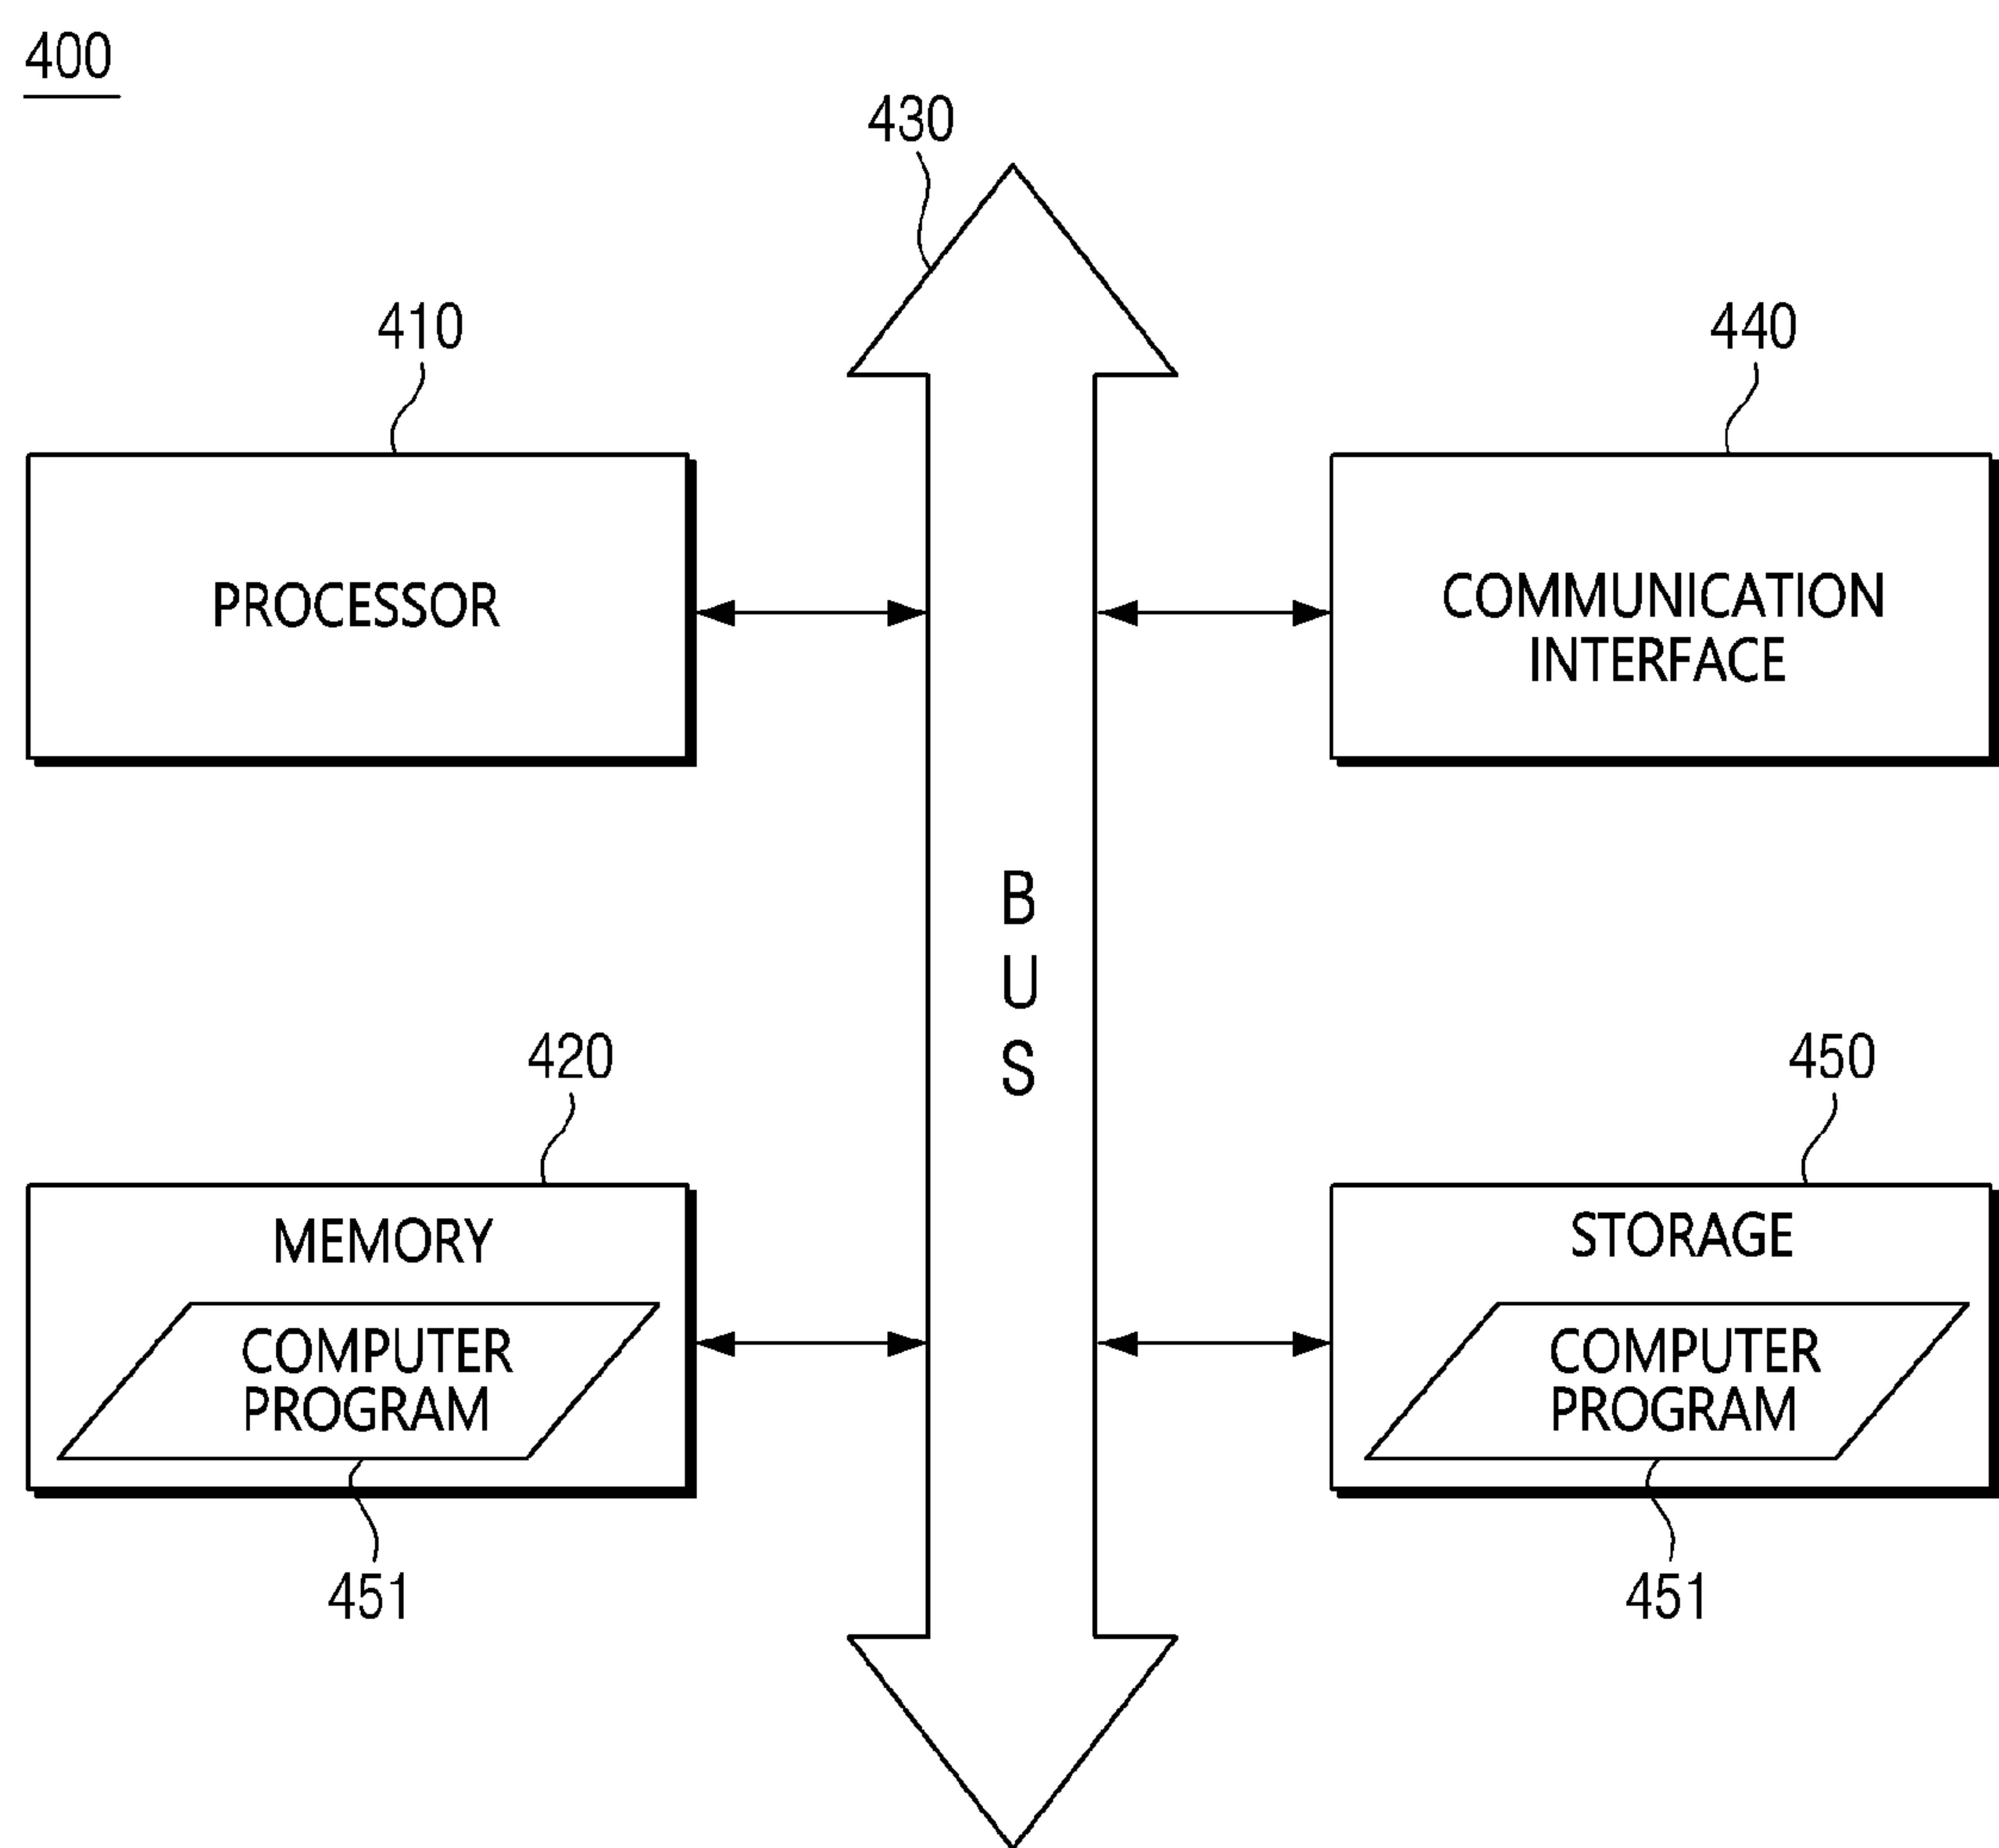 400
430
410
440
PROCESSOR
COMMUNICATION
INTERFACE
B
U
S
420
450
MEMORY
COMPUTER
PROGRAM
STORAGE
COMPUTER
PROGRAM
451
451